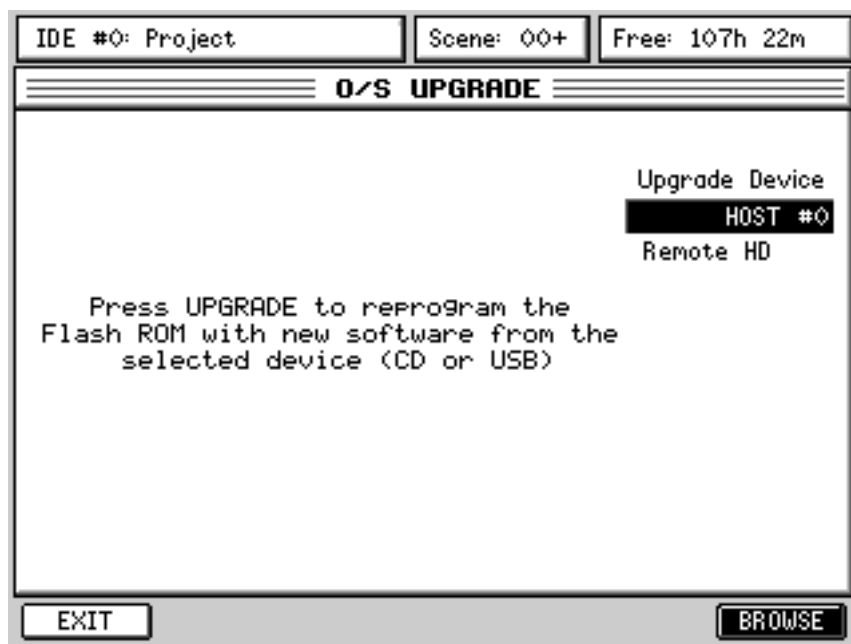 IDE #0: Project
Scene: 00+
Free: 107h 22m
O/S UPGRADE
Upgrade Device
HOST #0
Remote HD
Press UPGRADE to reprogram the
Flash ROM with new software from the
selected device (CD or USB)
EXIT
BROWSE